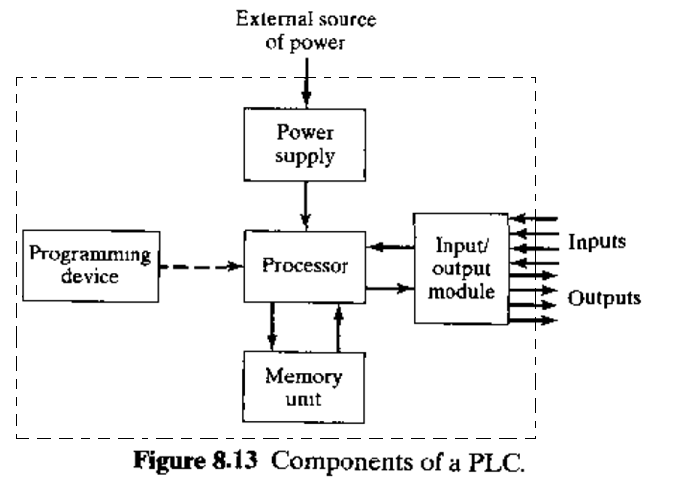 External source
of power
Power
supply
Programming
device
Processor
Input/
output
module
Inputs
Outputs
Memory
unit
Figure 8.13 Components of a PLC.